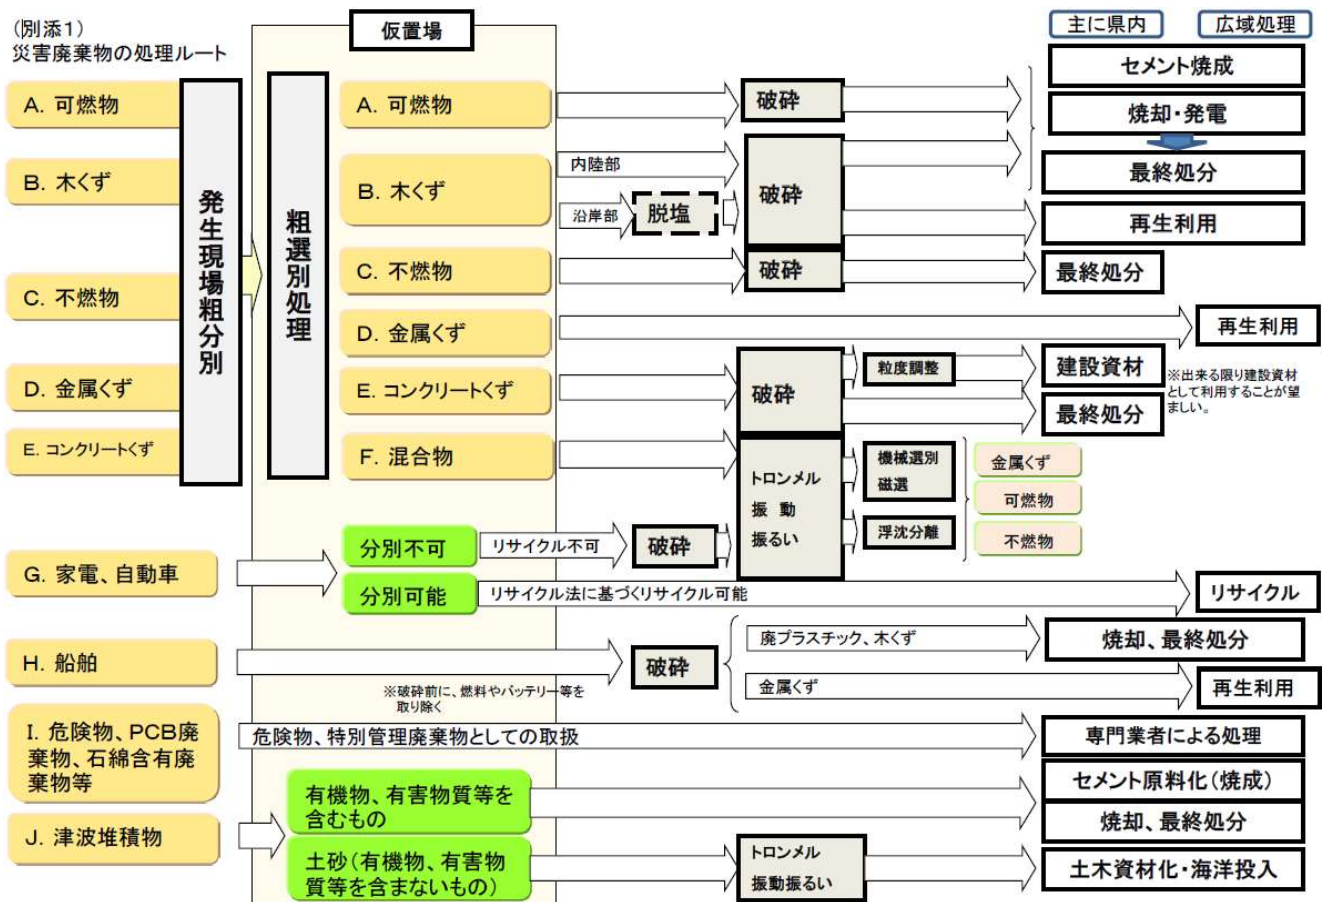 (別添1)
災害廃棄物の処理ルート
仮置場
主に県内
広域処理
A. 可燃物
B. 木くず
C. 不燃物
D. 金属くず
E. コンクリートくず
発生現場粗分別
粗選別処理
A. 可燃物
破砕
セメント焼成
焼却・発電
最終処分
B. 木くず
内陸部
沿岸部
脱塩
破砕
再生利用
C. 不燃物
破砕
最終処分
D. 金属くず
再生利用
E. コンクリートくず
破砕
粒度調整
建設資材
※出来る限り建設資材
として利用することが望
ましい。
最終処分
F. 混合物
トロンメル
振 動
振るい
機械選別
磁選
浮沈分離
金属くず
可燃物
不燃物
G. 家電、自動車
分別不可
リサイクル不可
破砕
分別可能
リサイクル法に基づくリサイクル可能
リサイクル
H. 船舶
※破砕前に、燃料やバッテリー等を
取り除く
破砕
廃プラスチック、木くず
焼却、最終処分
金属くず
再生利用
I. 危険物、PCB廃
棄物、石綿含有廃
棄物等
危険物、特別管理廃棄物としての取扱
専門業者による処理
J. 津波堆積物
有機物、有害物質等を
含むもの
セメント原料化(焼成)
焼却、最終処分
土砂(有機物、有害物
質等を含まないもの)
トロンメル
振動振るい
土木資材化・海洋投入